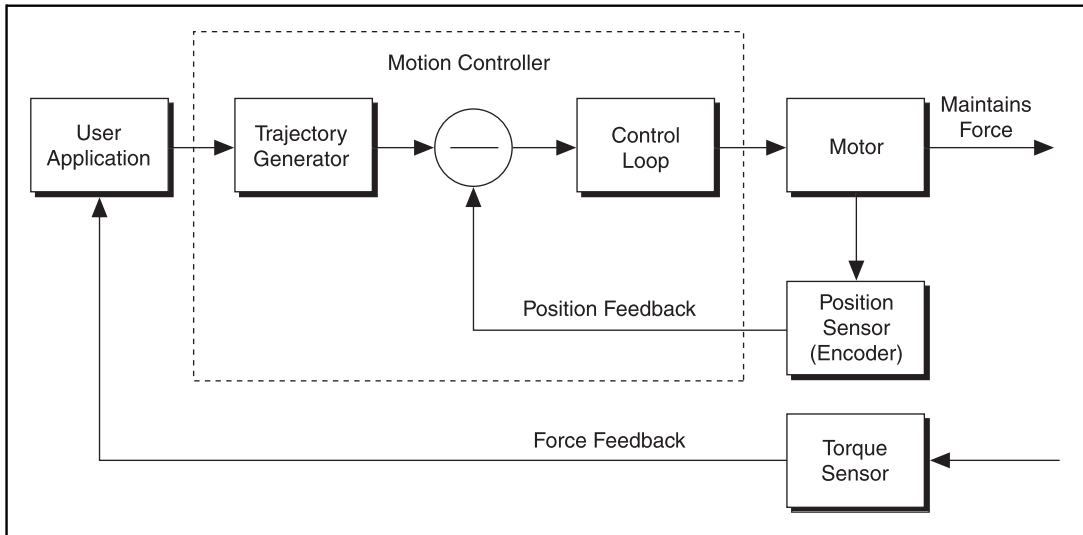 Motion Controller
User
Application
Trajectory
Generator
Control
Loop
Motor
Maintains
Force
Position Feedback
Position
Sensor
(Encoder)
Force Feedback
Torque
Sensor